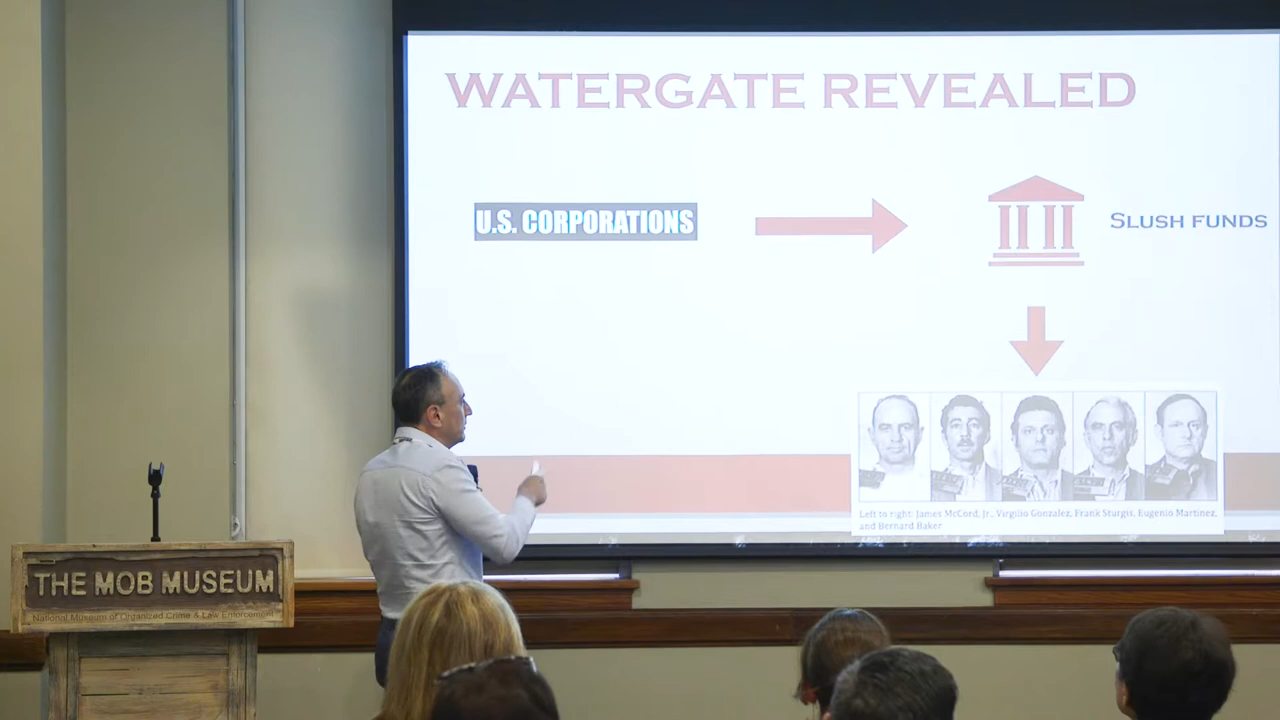 WATERGATE REVEALED
U.S. CORPORATIONS
SLUSH FUNDS
Left to right: James McCord, Jr., Virgilio Gonzalez, Frank Sturgis, Eugenio Martinez,
and Bernard Baker
THE MOB MUSEUM
National Museum of Organized Crime & Law Enforcement